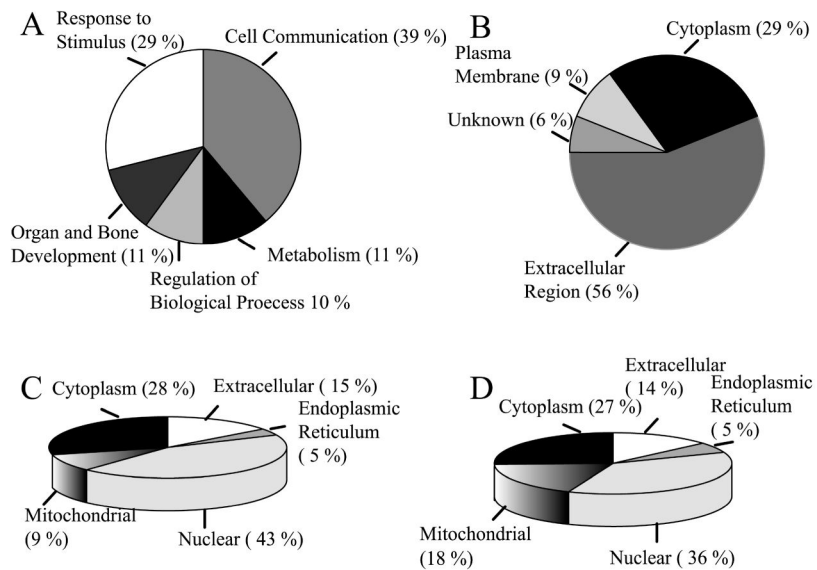 A
Response to
Stimulus (29 %)
Cell Communication (39 %)
Organ and Bone
Development (11 %)
Metabolism (11 %)
Regulation of
Biological Proecess 10 %
B
Cytoplasm (29 %)
Plasma
Membrane (9 %)
Unknown (6 %)
Extracellular
Region (56 %)
C
Cytoplasm (28 %)
Extracellular ( 15 %)
Endoplasmic
Reticulum
( 5 %)
Mitochondrial
(9 %)
Nuclear ( 43 %)
D
Extracellular
( 14 %)
Endoplasmic
Reticulum
( 5 %)
Cytoplasm (27 %)
Mitochondrial
(18 %)
Nuclear ( 36 %)